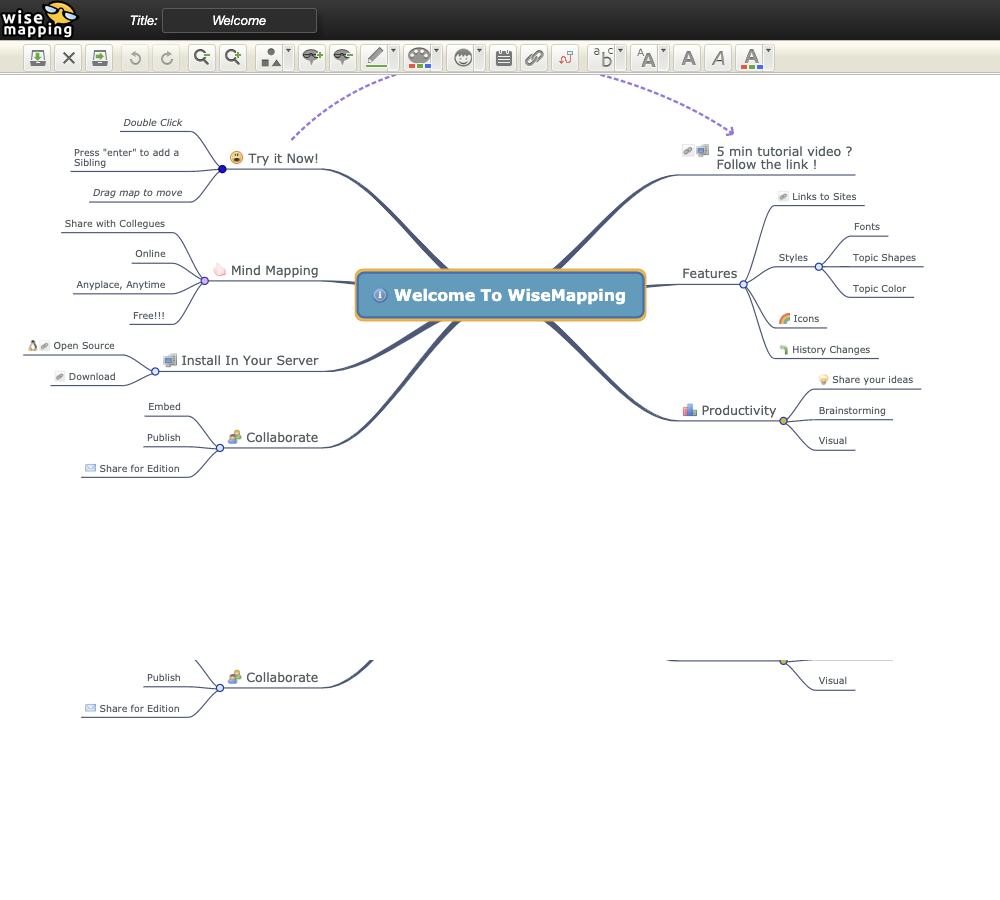 wise
mapping
Title: Welcome
Double Click
Press "enter" to add a
Sibling
Drag map to move
Try it Now!
Share with Collegues
Online
Anyplace, Anytime
Free!!!
Mind Mapping
Open Source
Download
Install In Your Server
Embed
Publish
Share for Edition
Collaborate
Welcome To WiseMapping
5 min tutorial video ?
Follow the link !
Features
Links to Sites
Styles
Fonts
Topic Shapes
Topic Color
Icons
History Changes
Productivity
Share your ideas
Brainstorming
Visual
Publish
Share for Edition
Collaborate
Visual